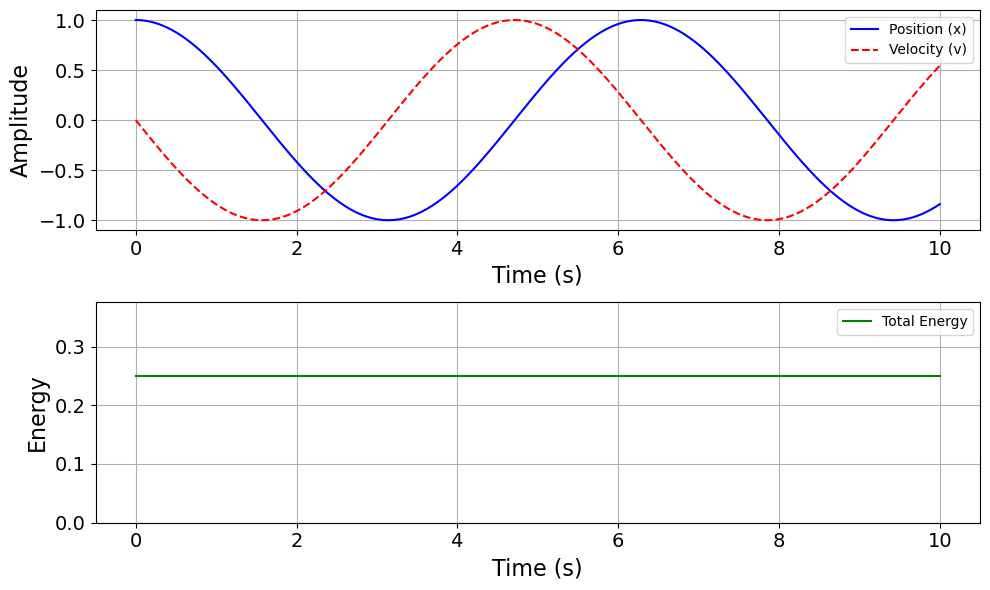 1.0
0.5
0.0
−0.5
−1.0
Amplitude
Position (x)
Velocity (v)
0 2 4 6 8 10
Time (s)
0.3
0.2
0.1
0.0
Energy
Total Energy
0 2 4 6 8 10
Time (s)